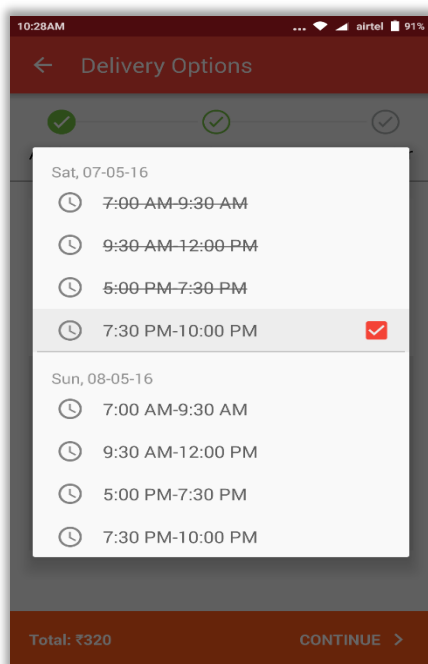 10:28AM ... airtel 91%
Delivery Options
Sat, 07-05-16
7:00 AM-9:30 AM
9:30 AM-12:00 PM
5:00 PM-7:30 PM
7:30 PM-10:00 PM
Sun, 08-05-16
7:00 AM-9:30 AM
9:30 AM-12:00 PM
5:00 PM-7:30 PM
7:30 PM-10:00 PM
Total: ₹320 CONTINUE >